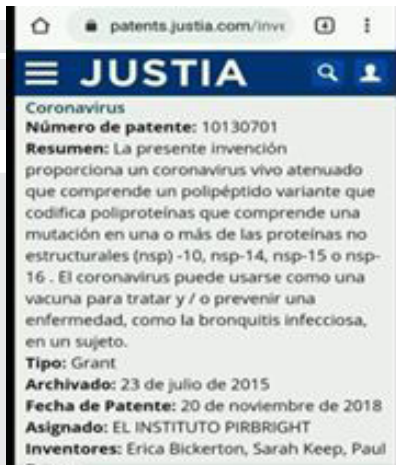 patents.justia.com/inve
4
JUSTIA
Coronavirus
Número de patente: 10130701
Resumen: La presente invención
proporciona un coronavirus vivo atenuado
que comprende un polipéptido variante que
codifica poliproteínas que comprende una
mutación en una o más de las proteínas no
estructurales (nsp) -10, nsp-14, nsp-15 o nsp-
16 . El coronavirus puede usarse como una
vacuna para tratar y / o prevenir una
enfermedad, como la bronquitis infecciosa,
en un sujeto.
Tipo: Grant
Archivado: 23 de julio de 2015
Fecha de Patente: 20 de noviembre de 2018
Asignado: EL INSTITUTO PIRBRIGHT
Inventores: Erica Bickerton, Sarah Keep, Paul